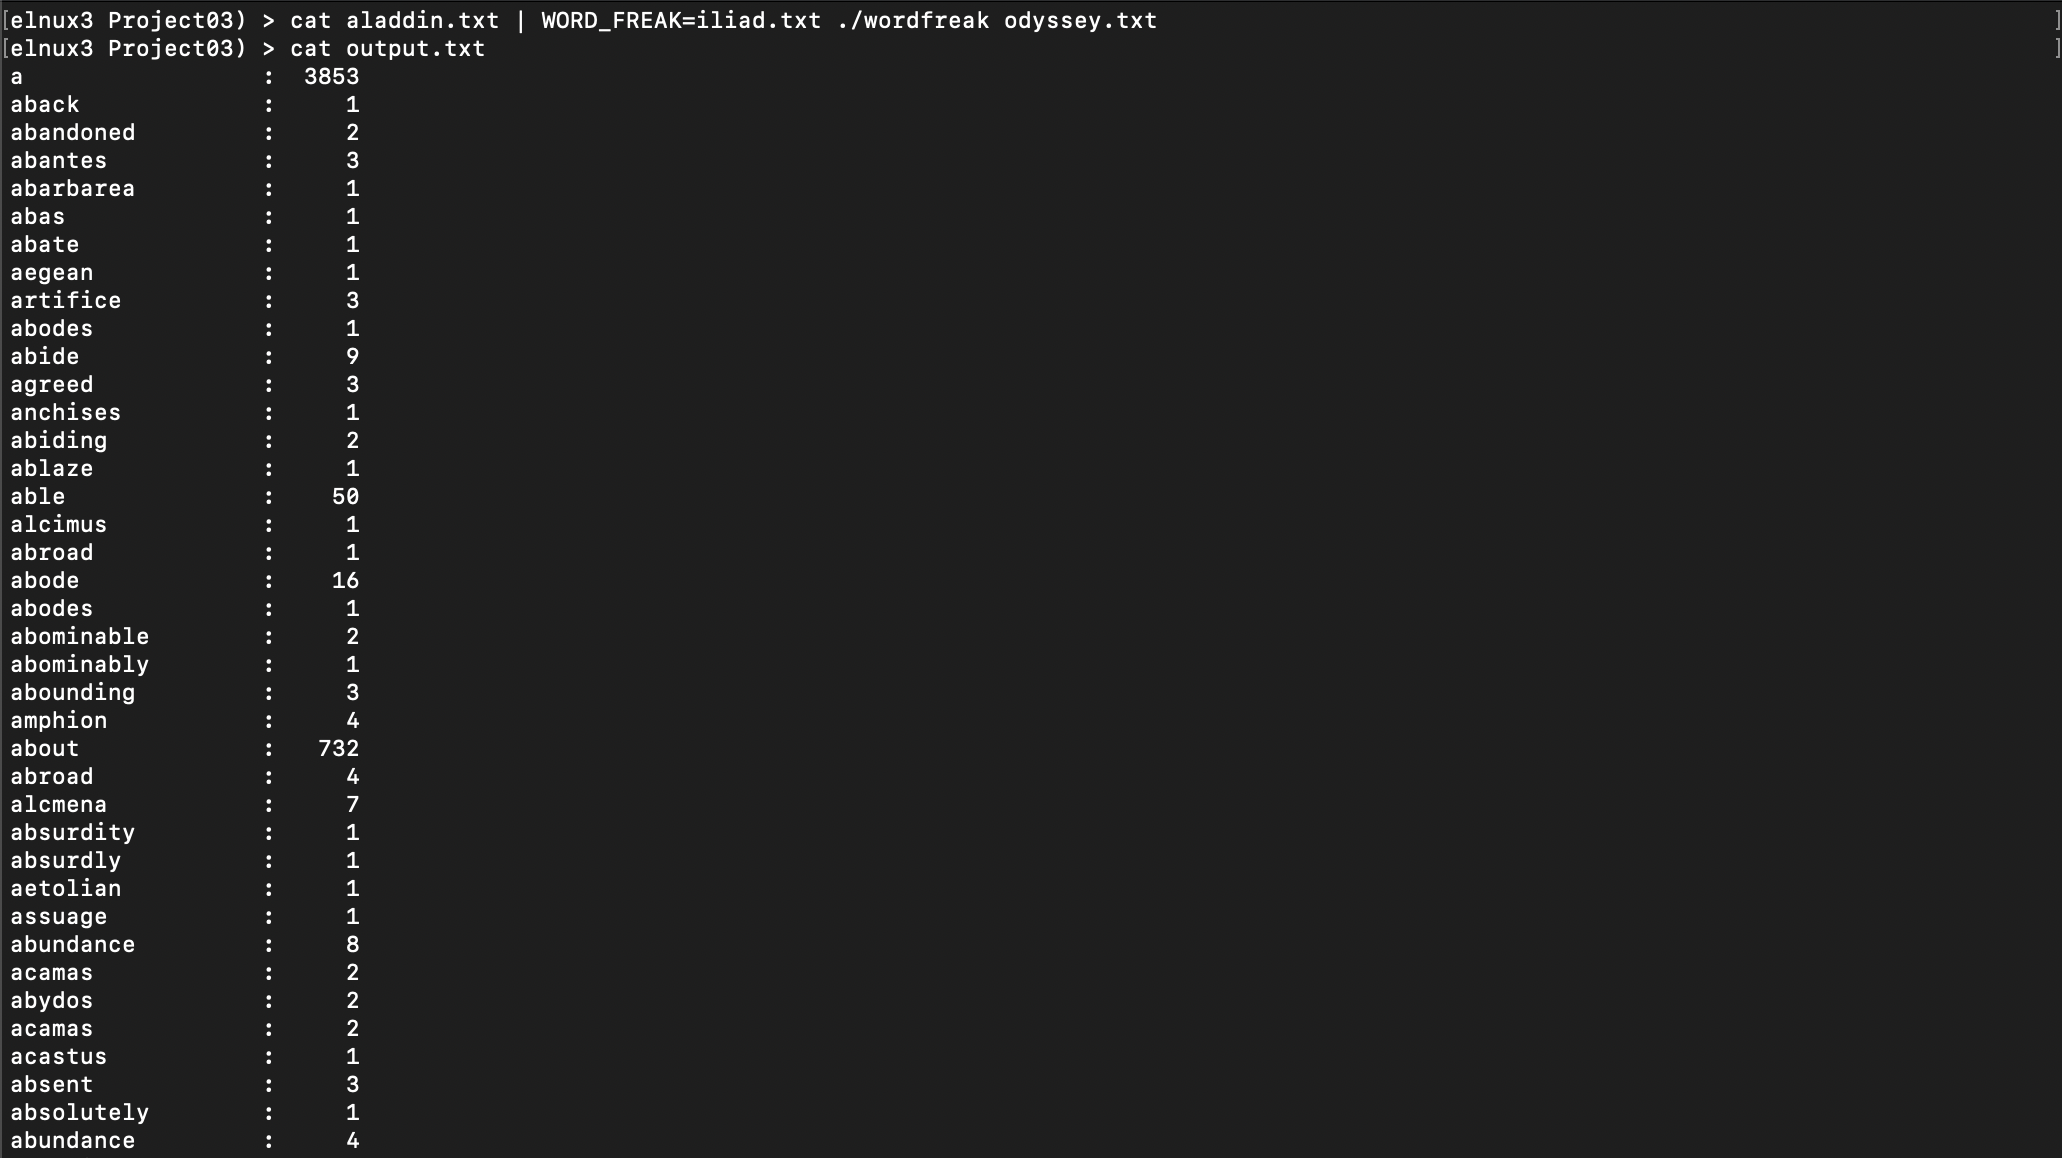 [elnux3 Project03) > cat aladdin.txt | WORD_FREAK=iliad.txt ./wordfreak odyssey.txt ]
[elnux3 Project03) > cat output.txt ]
a : 3853
aback : 1
abandoned : 2
abantes : 3
abarbarea : 1
abas : 1
abate : 1
aegean : 1
artifice : 3
abodes : 1
abide : 9
agreed : 3
anchises : 1
abiding : 2
ablaze : 1
able : 50
alcimus : 1
abroad : 1
abode : 16
abodes : 1
abominable : 2
abominably : 1
abounding : 3
amphion : 4
about : 732
abroad : 4
alcmena : 7
absurdity : 1
absurdly : 1
aetolian : 1
assuage : 1
abundance : 8
acamas : 2
abydos : 2
acamas : 2
acastus : 1
absent : 3
absolutely : 1
abundance : 4